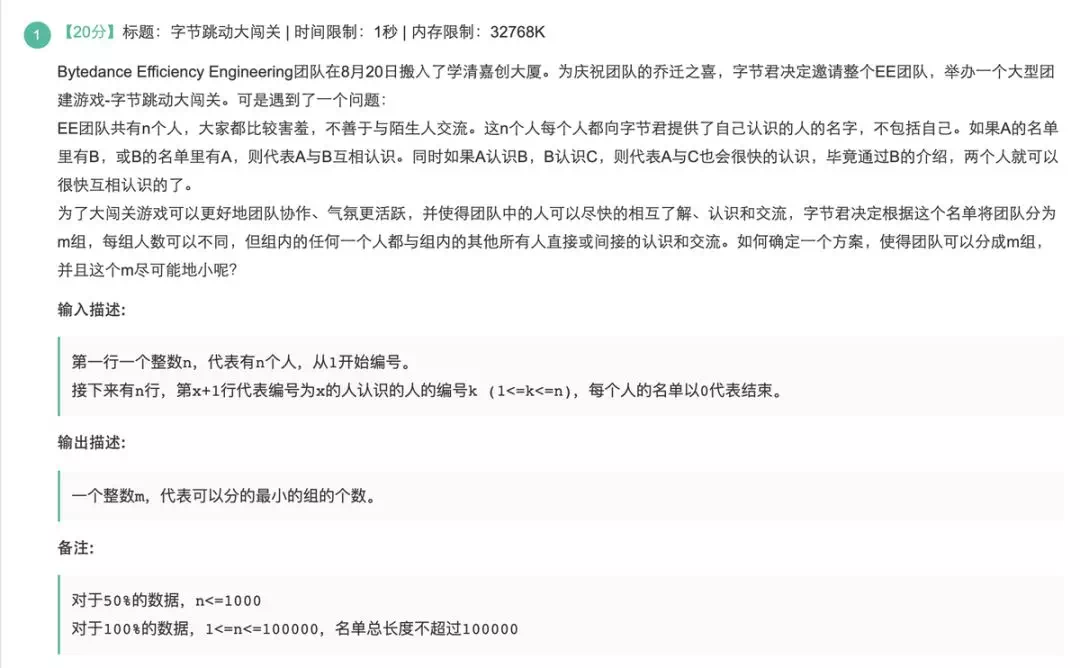 1 【20分】标题：字节跳动大闯关 | 时间限制：1秒 | 内存限制：32768K
Bytedance Efficiency Engineering团队在8月20日搬入了学清嘉创大厦。为庆祝团队的乔迁之喜，字节君决定邀请整个EE团队，举办一个大型团
建游戏-字节跳动大闯关。可是遇到了一个问题：
EE团队共有n个人，大家都比较害羞，不善于与陌生人交流。这n个人每个人都向字节君提供了自己认识的人的名字，不包括自己。如果A的名单
里有B，或B的名单里有A，则代表A与B互相认识。同时如果A认识B，B认识C，则代表A与C也会很快的认识，毕竟通过B的介绍，两个人就可以
很快互相认识的了。
为了大闯关游戏可以更好地团队协作、气氛更活跃，并使得团队中的人可以尽快的相互了解、认识和交流，字节君决定根据这个名单将团队分为
m组，每组人数可以不同，但组内的任何一个人都与组内的其他所有人直接或间接的认识和交流。如何确定一个方案，使得团队可以分成m组，
并且这个m尽可能地小呢?
输入描述:
第一行一个整数n，代表有n个人，从1开始编号。
接下来有n行，第x+1行代表编号为x的人认识的人的编号k (1<=k<=n)，每个人的名单以0代表结束。
输出描述:
一个整数m，代表可以分的最小的组的个数。
备注:
对于50%的数据，n<=1000
对于100%的数据，1<=n<=100000，名单总长度不超过100000